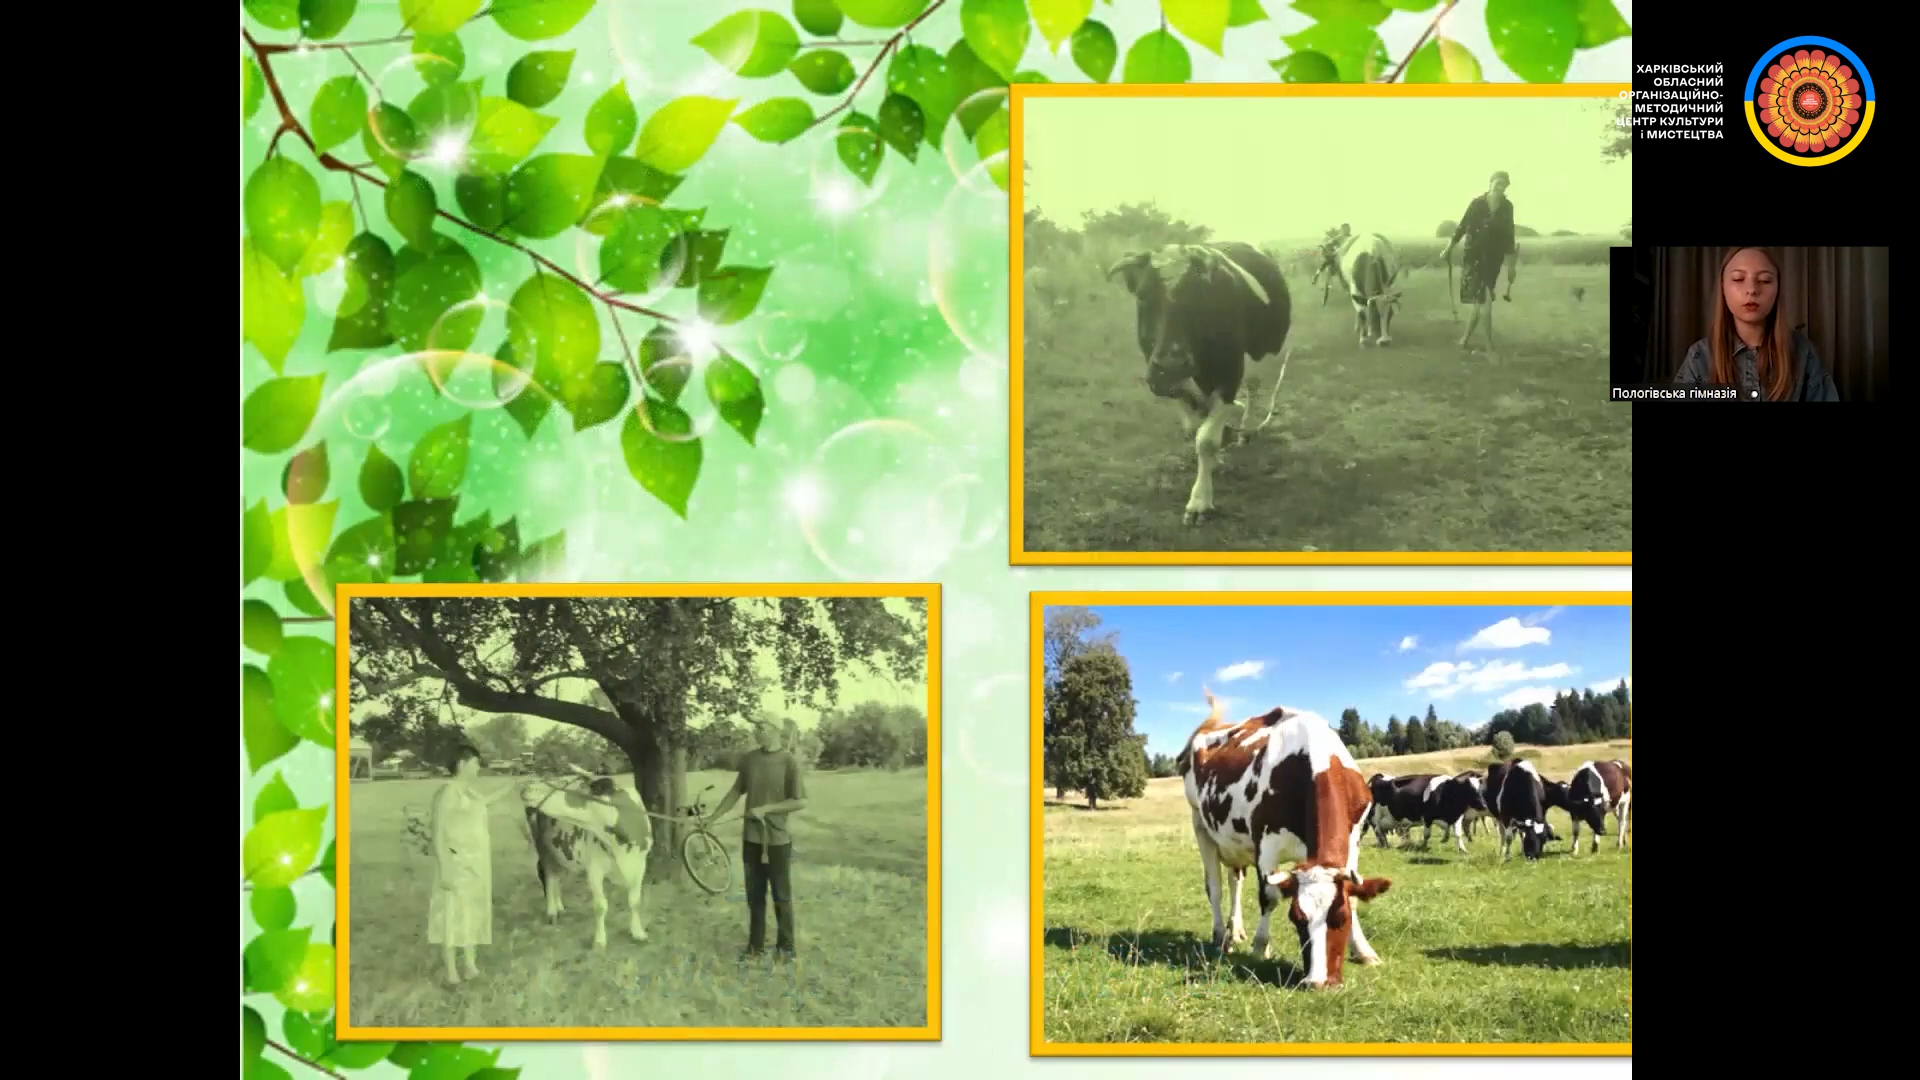 ХАРКІВСЬКИЙ
ОБЛАСНИЙ
ОРГАНІЗАЦІЙНО-
МЕТОДИЧНИЙ
ЦЕНТР КУЛЬТУРИ
І МИСТЕЦТВА
Пологівська гімназія